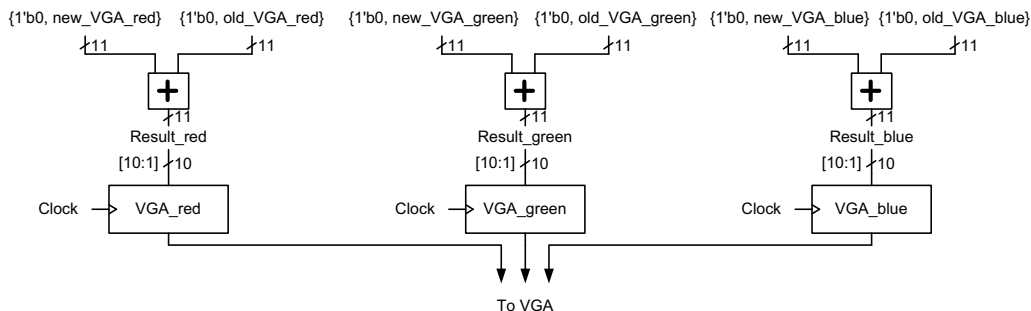 {1'b0, new_VGA_red} {1'b0, old_VGA_red} {1'b0, new_VGA_green} {1'b0, old_VGA_green} {1'b0, new_VGA_blue} {1'b0, old_VGA_blue}
11 11 11 11 11 11
+ + +
11 11 11
Result_red Result_green Result_blue
[10:1] 10 [10:1] 10 [10:1] 10
Clock VGA_red Clock VGA_green Clock VGA_blue
To VGA